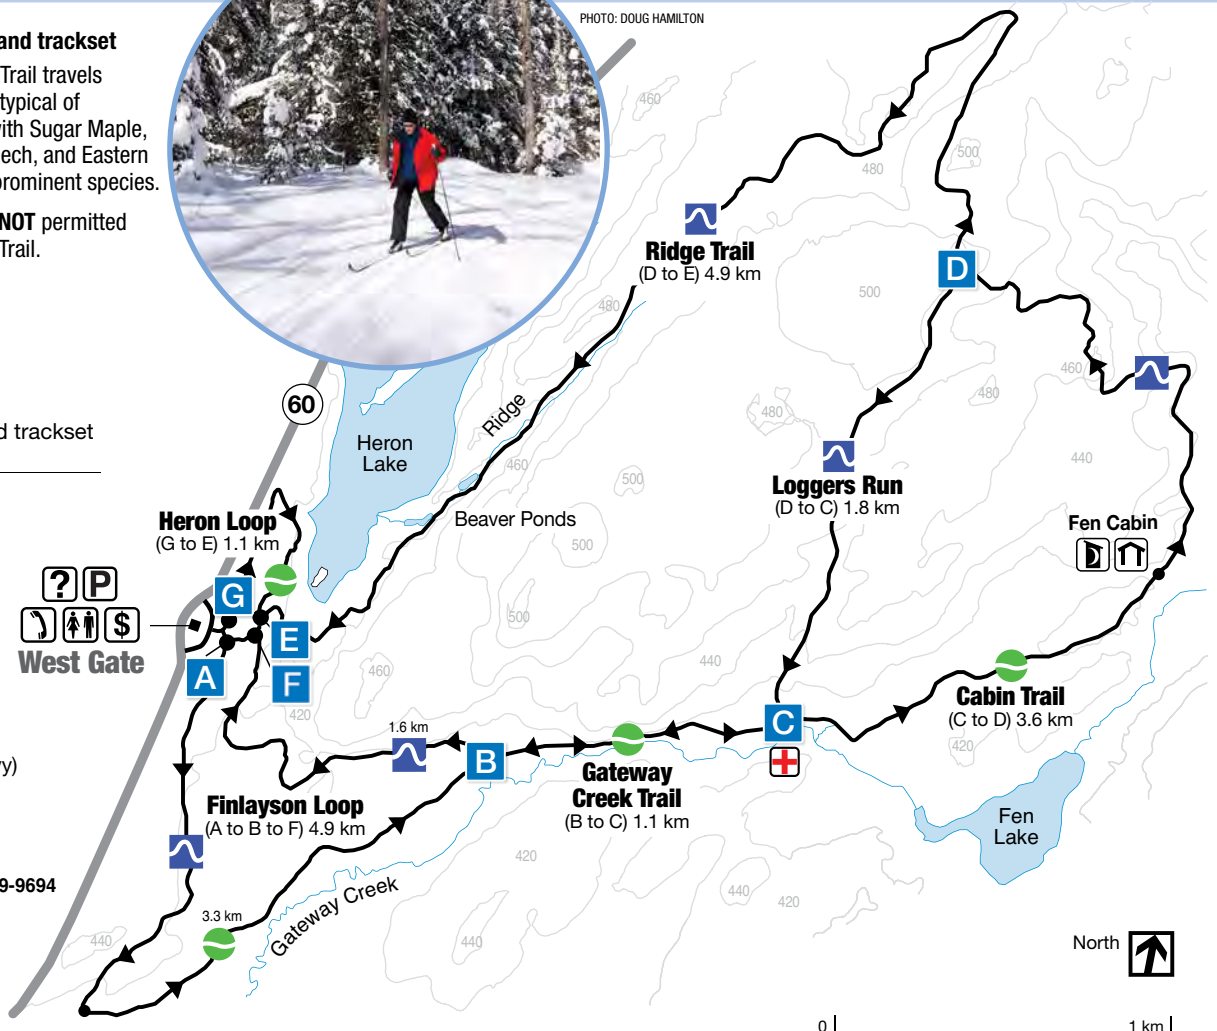 PHOTO: DOUG HAMILTON
and trackset
Trail travels
typical of
with Sugar Maple,
eech, and Eastern
prominent species.
NOT permitted
Trail.
d trackset
y)
9-9694
60
Heron
Lake
Ridge
Beaver Ponds
Ridge Trail
(D to E) 4.9 km
D
Loggers Run
(D to C) 1.8 km
Fen Cabin
Heron Loop
(G to E) 1.1 km
? P
$
West Gate
G
E
A
F
1.6 km
B
C
Cabin Trail
(C to D) 3.6 km
Gateway
Creek Trail
(B to C) 1.1 km
Finlayson Loop
(A to B to F) 4.9 km
Fen
Lake
3.3 km
Gateway Creek
North
0
1 km
460
480
500
480
500
460
480
480
440
460
500
500
500
460
440
420
420
420
440
420
440
440